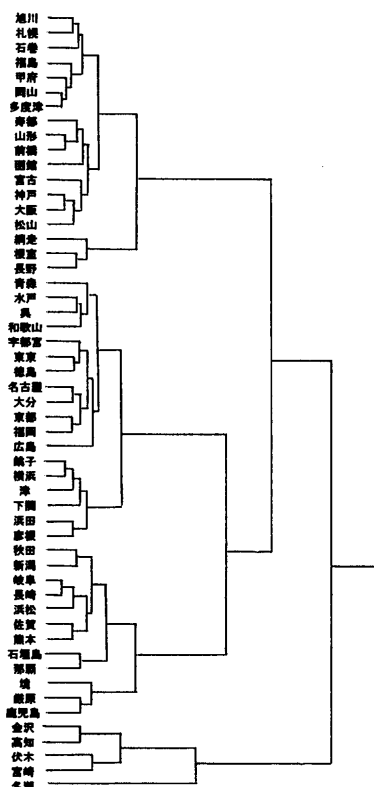 旭川
札幌
石巻
福島
甲府
岡山
多度津
寿都
山形
前橋
函館
宮古
神戸
大阪
松山
網走
根室
長野
青森
水戸
呉
和歌山
宇都宮
東京
徳島
名古屋
大分
京都
福岡
広島
銚子
横浜
津
下関
浜田
彦根
秋田
新潟
岐阜
長崎
浜松
佐賀
熊本
石垣島
那覇
境
厳原
鹿児島
金沢
高知
伏木
宮崎